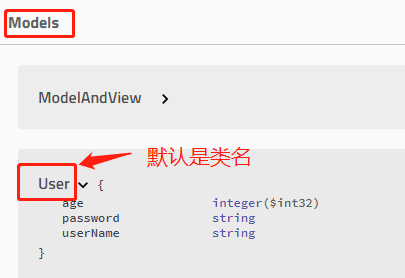 Models
ModelAndView
默认是类名
User {
age integer($int32)
password string
userName string
}